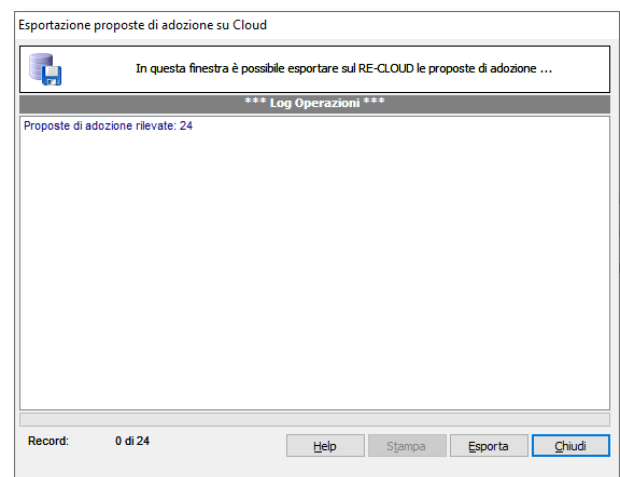 Esportazione proposte di adozione su Cloud
In questa finestra è possibile esportare sul RE-CLOUD le proposte di adozione ...
*** Log Operazioni ***
Proposte di adozione rilevate: 24
Record: 0 di 24
Help Stampa Esporta Chiudi